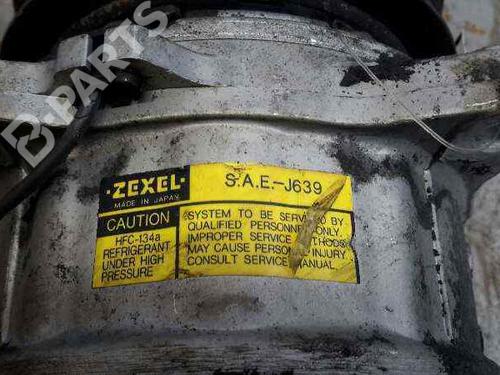 B-PARTS
·ZEXEL·
MADE IN JAPAN
S.A.E.-J639
CAUTION
HFC-134a
REFRIGERANT
UNDER HIGH
PRESSURE
SYSTEM TO BE SERVICED BY
QUALIFIED PERSONNEL ONLY.
IMPROPER SERVICE METHODS
MAY CAUSE PERSONAL INJURY
CONSULT SERVICE MANUAL.